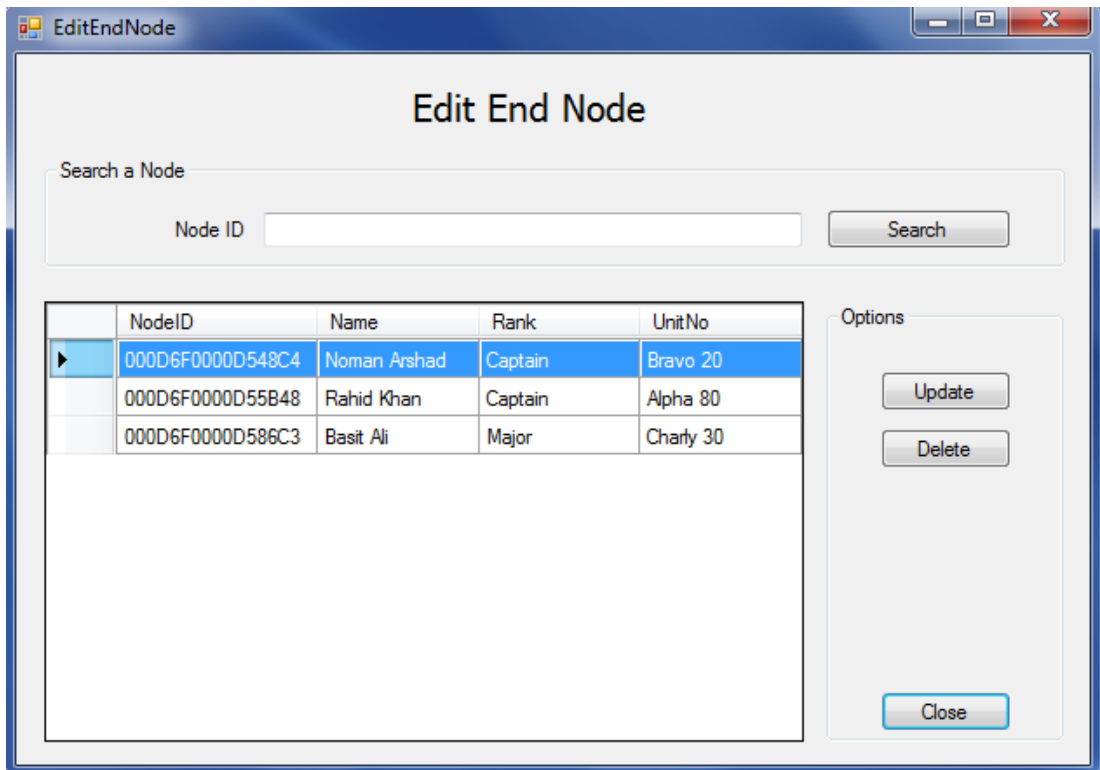 EditEndNode
Edit End Node
Search a Node
Node ID
Search
NodeID Name Rank UnitNo
000D6F0000D548C4 Noman Arshad Captain Bravo 20
000D6F0000D55B48 Rahid Khan Captain Alpha 80
000D6F0000D586C3 Basit Ali Major Charly 30
Options
Update
Delete
Close